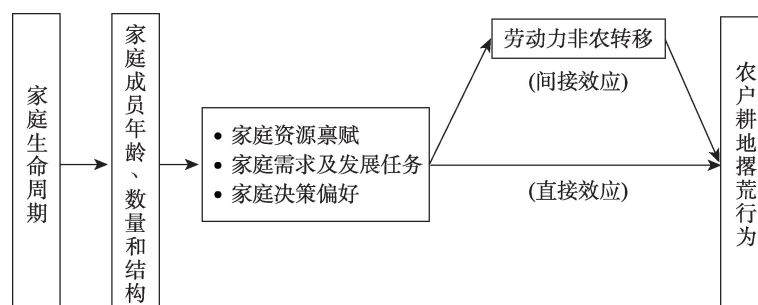 家庭生命周期
家庭成员年龄、数量和结构
• 家庭资源禀赋
• 家庭需求及发展任务
• 家庭决策偏好
劳动力非农转移
(间接效应)
(直接效应)
农户耕地撂荒行为